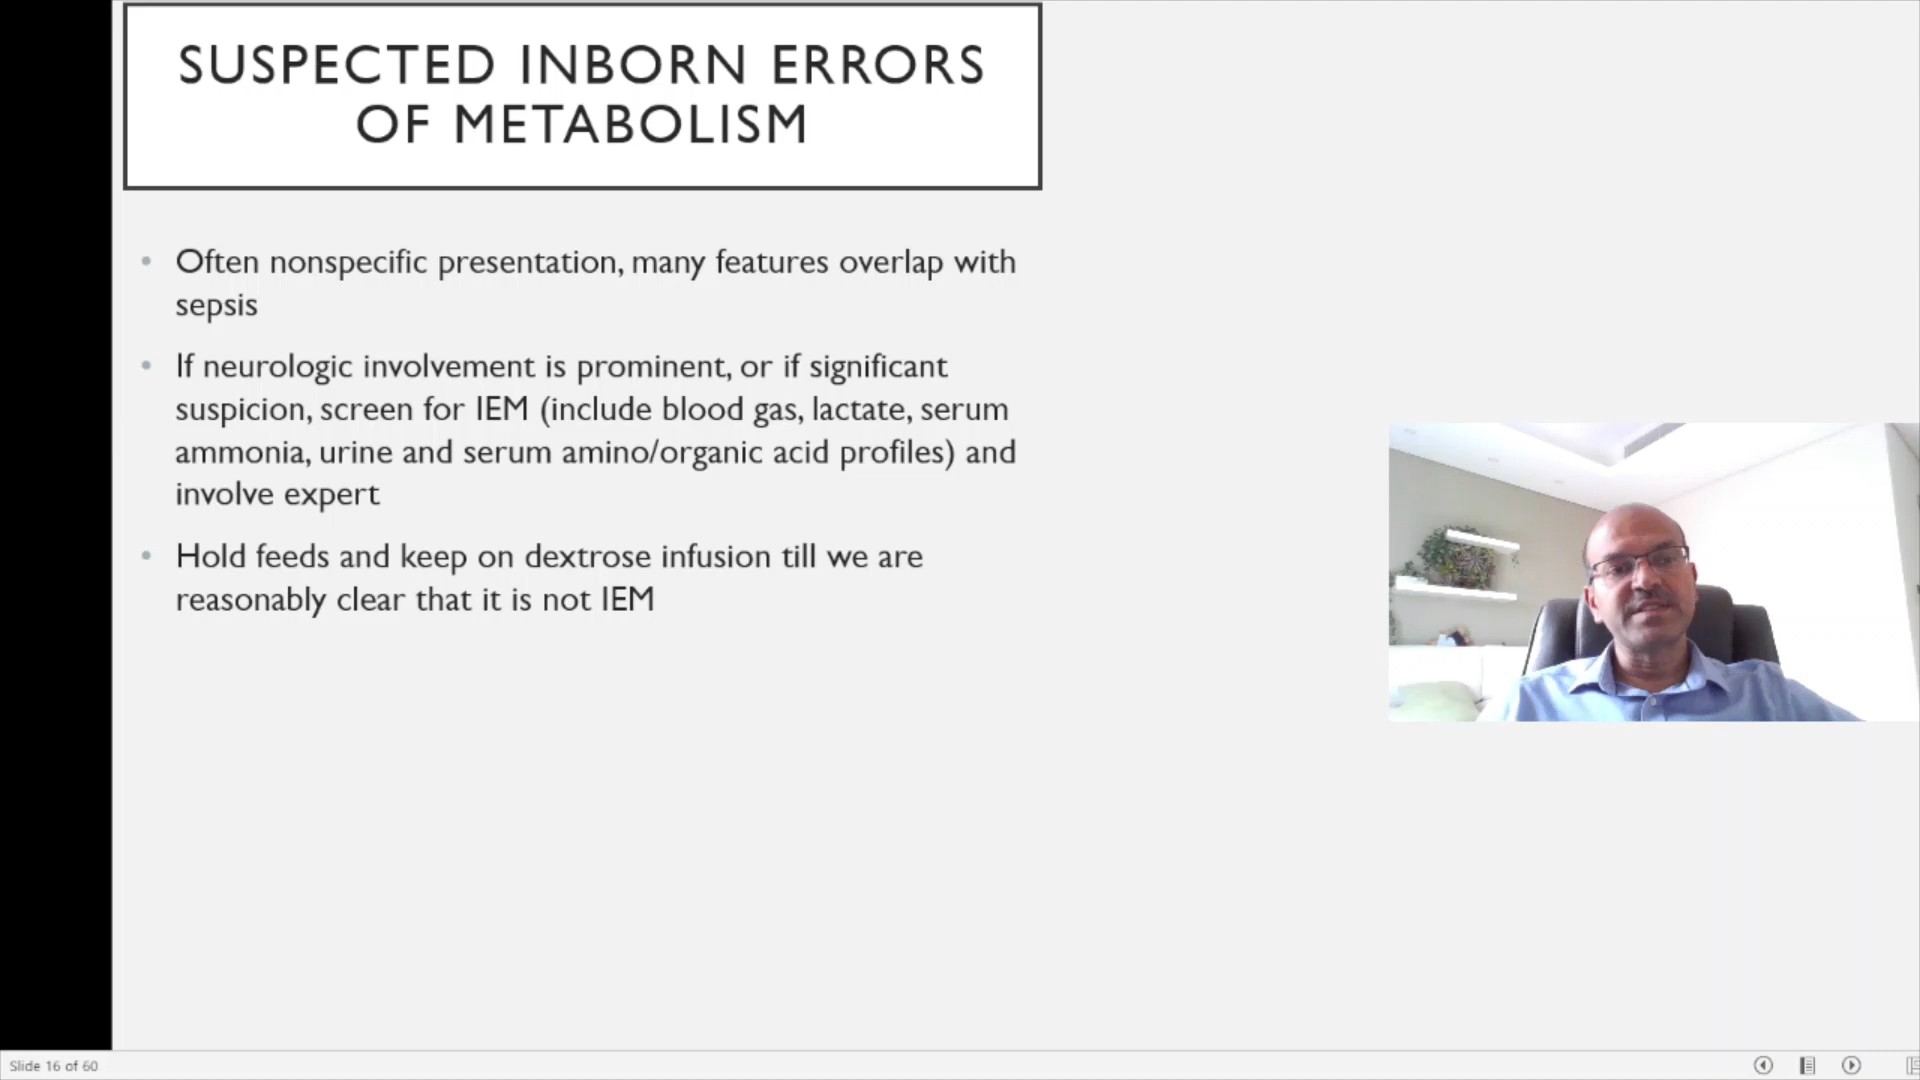 SUSPECTED INBORN ERRORS
OF METABOLISM
• Often nonspecific presentation, many features overlap with
sepsis
• If neurologic involvement is prominent, or if significant
suspicion, screen for IEM (include blood gas, lactate, serum
ammonia, urine and serum amino/organic acid profiles) and
involve expert
• Hold feeds and keep on dextrose infusion till we are
reasonably clear that it is not IEM
Slide 16 of 60